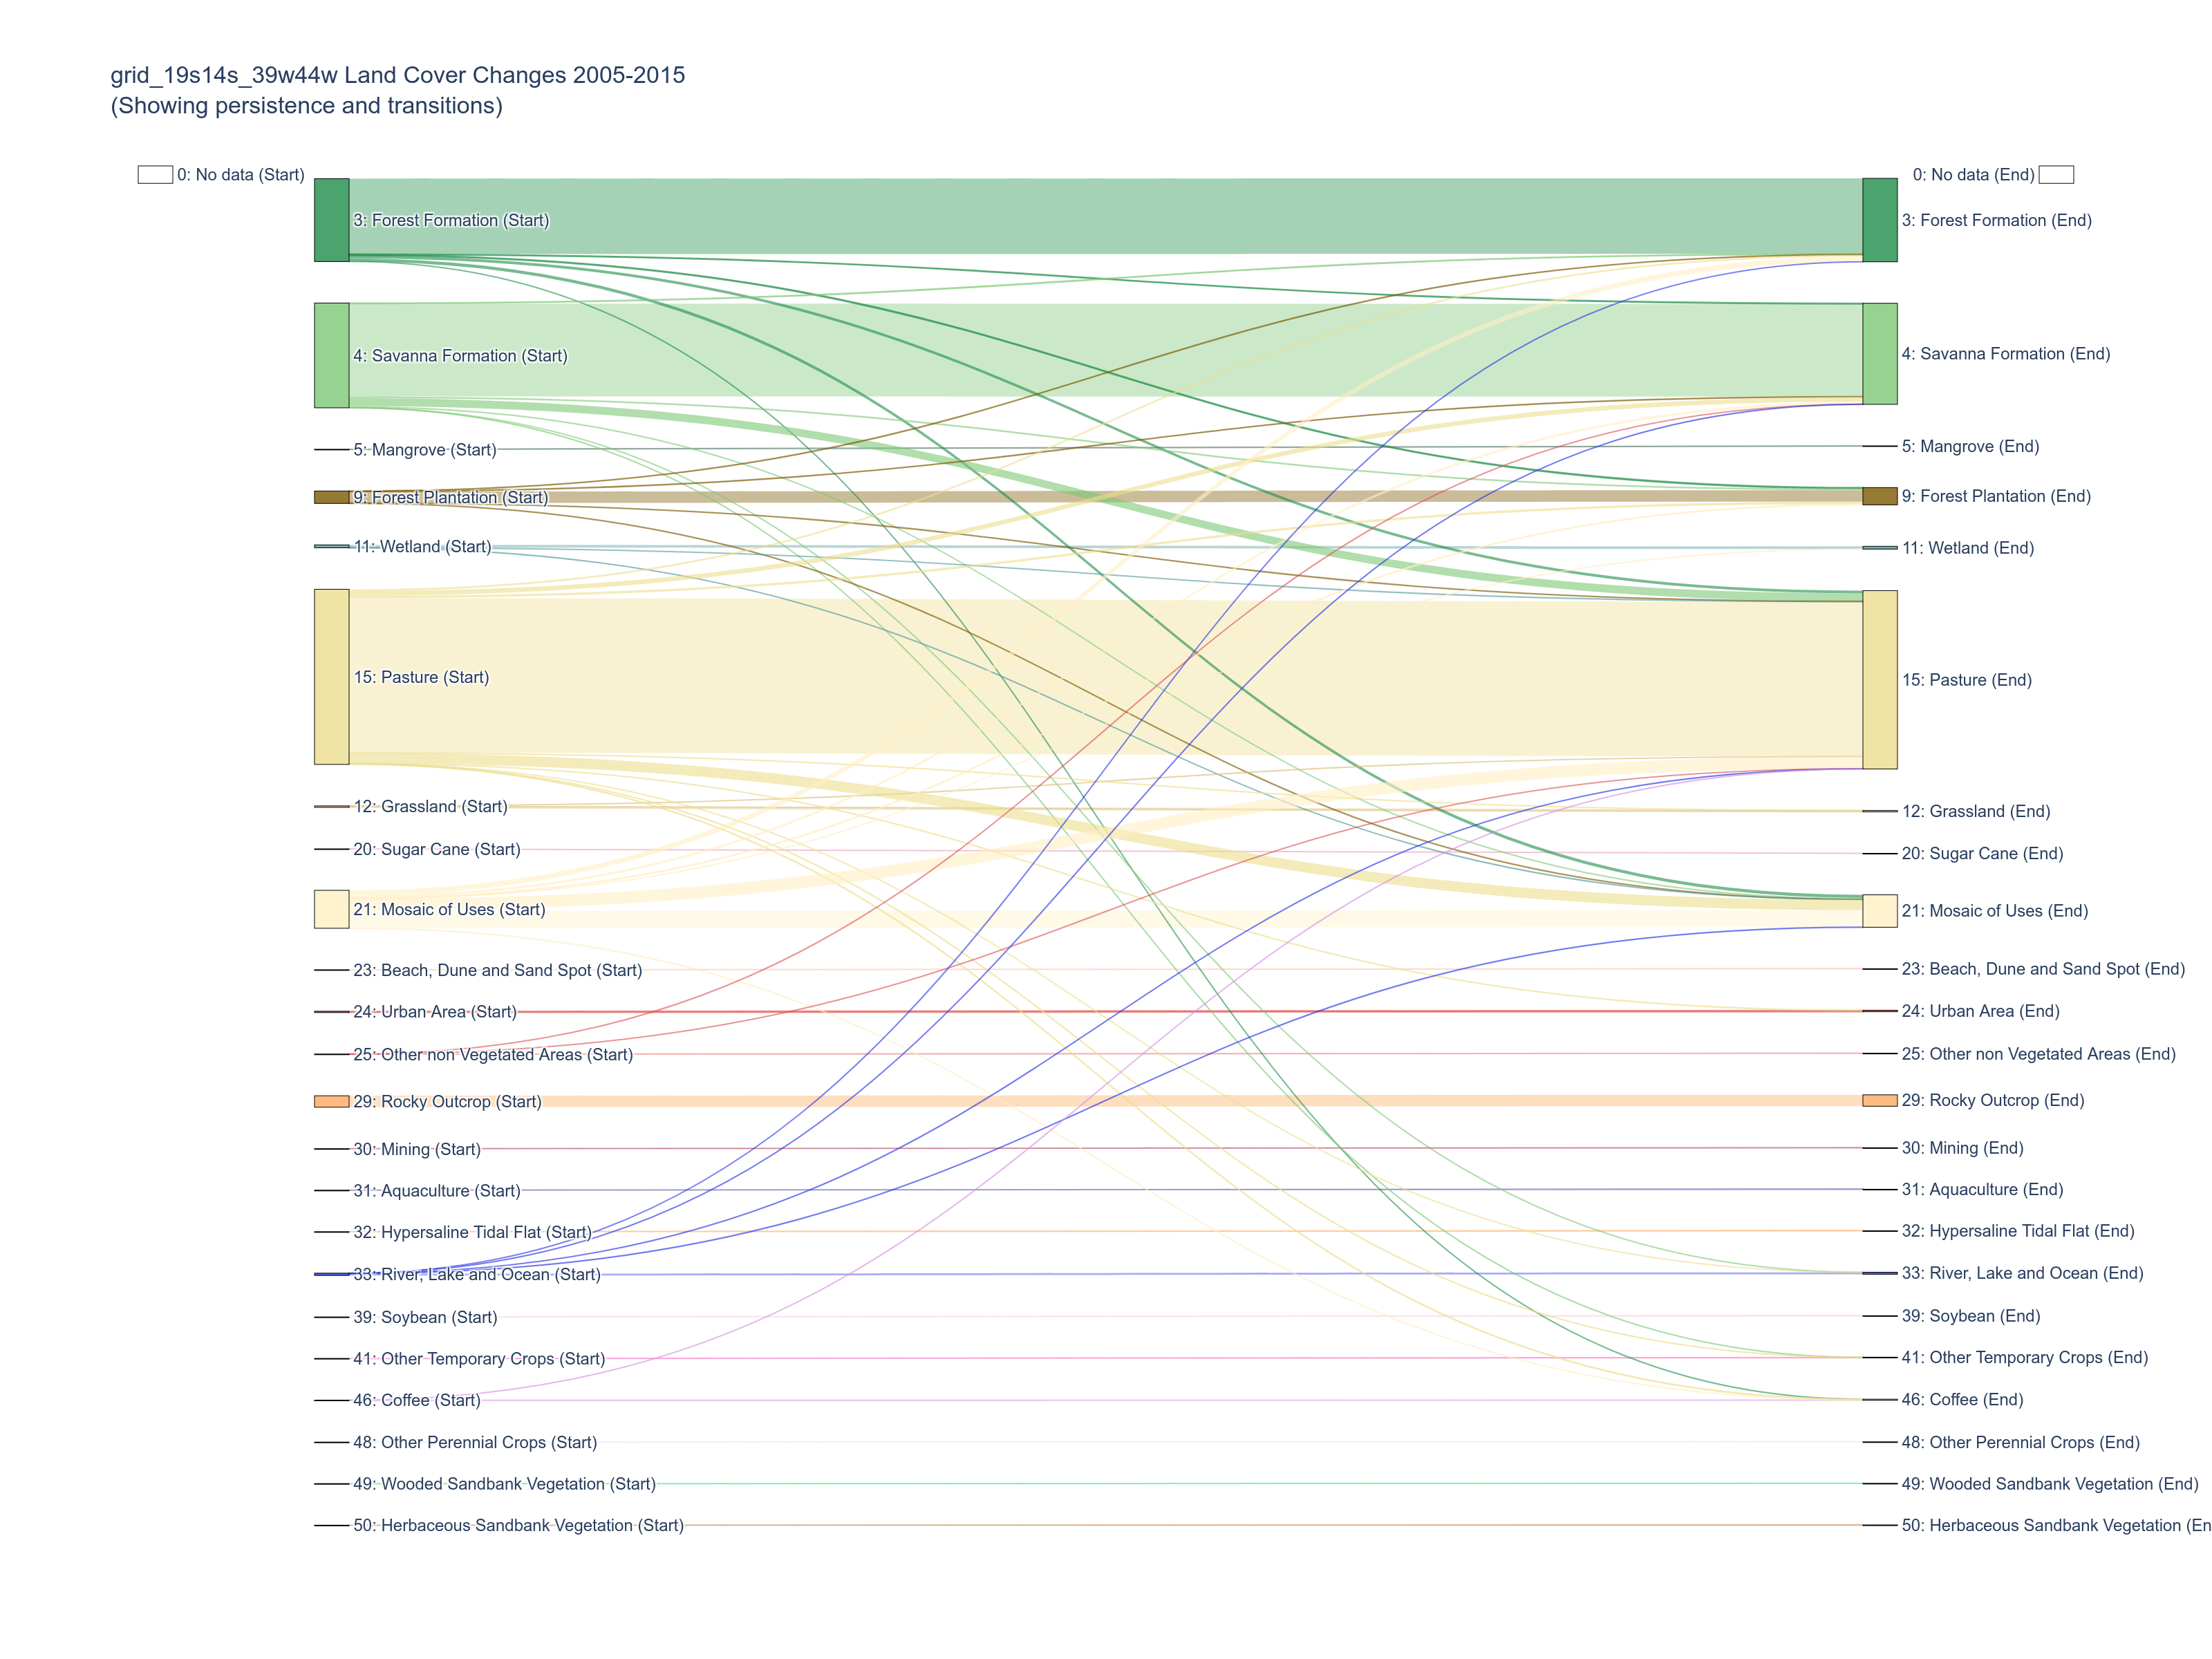 grid_19s14s_39w44w Land Cover Changes 2005-2015
(Showing persistence and transitions)
0: No data (Start)
0: No data (End)
3: Forest Formation (Start)
3: Forest Formation (End)
4: Savanna Formation (Start)
4: Savanna Formation (End)
5: Mangrove (Start)
5: Mangrove (End)
9: Forest Plantation (Start)
9: Forest Plantation (End)
11: Wetland (Start)
11: Wetland (End)
15: Pasture (Start)
15: Pasture (End)
12: Grassland (Start)
12: Grassland (End)
20: Sugar Cane (Start)
20: Sugar Cane (End)
21: Mosaic of Uses (Start)
21: Mosaic of Uses (End)
23: Beach, Dune and Sand Spot (Start)
23: Beach, Dune and Sand Spot (End)
24: Urban Area (Start)
24: Urban Area (End)
25: Other non Vegetated Areas (Start)
25: Other non Vegetated Areas (End)
29: Rocky Outcrop (Start)
29: Rocky Outcrop (End)
30: Mining (Start)
30: Mining (End)
31: Aquaculture (Start)
31: Aquaculture (End)
32: Hypersaline Tidal Flat (Start)
32: Hypersaline Tidal Flat (End)
33: River, Lake and Ocean (Start)
33: River, Lake and Ocean (End)
39: Soybean (Start)
39: Soybean (End)
41: Other Temporary Crops (Start)
41: Other Temporary Crops (End)
46: Coffee (Start)
46: Coffee (End)
48: Other Perennial Crops (Start)
48: Other Perennial Crops (End)
49: Wooded Sandbank Vegetation (Start)
49: Wooded Sandbank Vegetation (End)
50: Herbaceous Sandbank Vegetation (Start)
50: Herbaceous Sandbank Vegetation (En